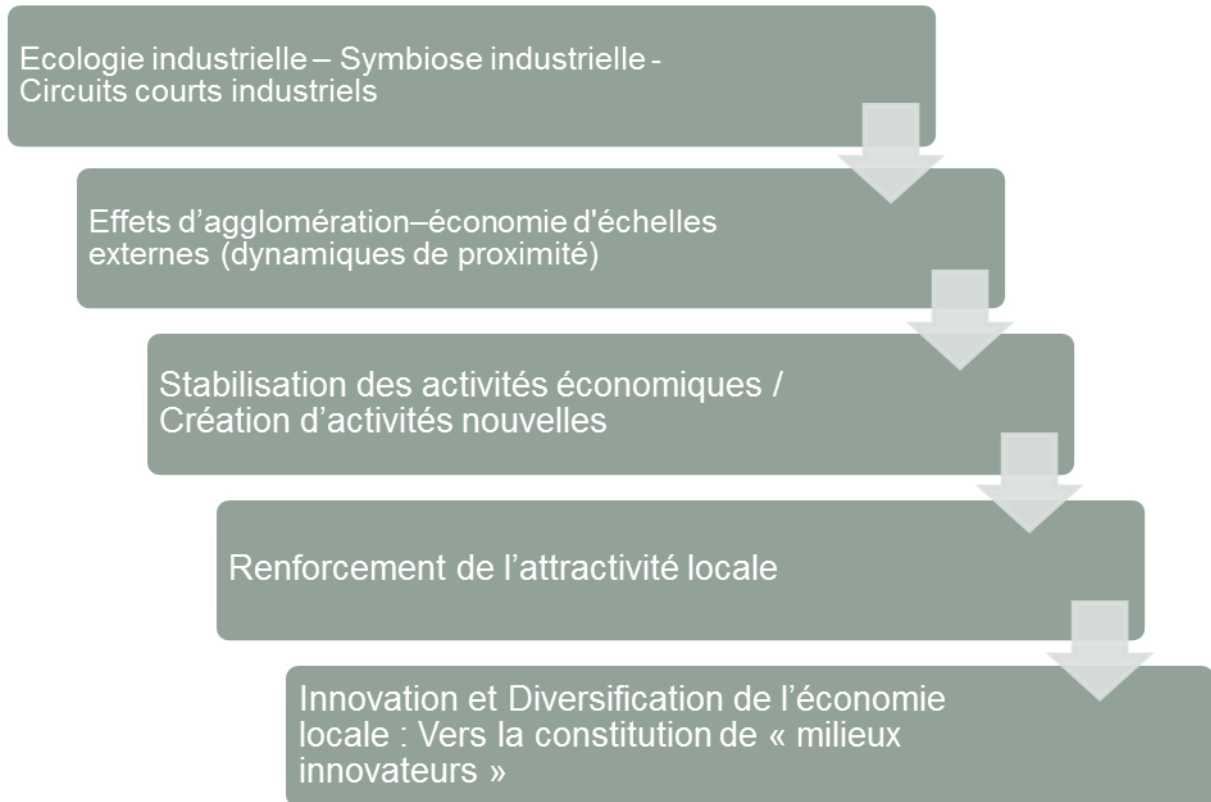 Ecologie industrielle – Symbiose industrielle -
Circuits courts industriels
Effets d’agglomération–économie d'échelles
externes (dynamiques de proximité)
Stabilisation des activités économiques /
Création d’activités nouvelles
Renforcement de l’attractivité locale
Innovation et Diversification de l’économie
locale : Vers la constitution de « milieux
innovateurs »